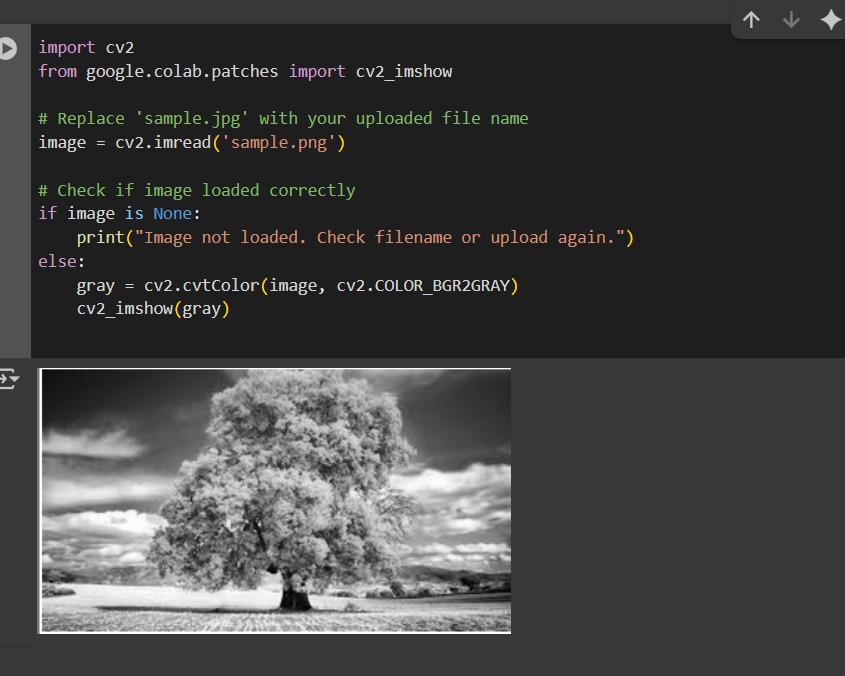 import cv2
from google.colab.patches import cv2_imshow
# Replace 'sample.jpg' with your uploaded file name
image = cv2.imread('sample.png')
# Check if image loaded correctly
if image is None:
    print("Image not loaded. Check filename or upload again.")
else:
    gray = cv2.cvtColor(image, cv2.COLOR_BGR2GRAY)
    cv2_imshow(gray)